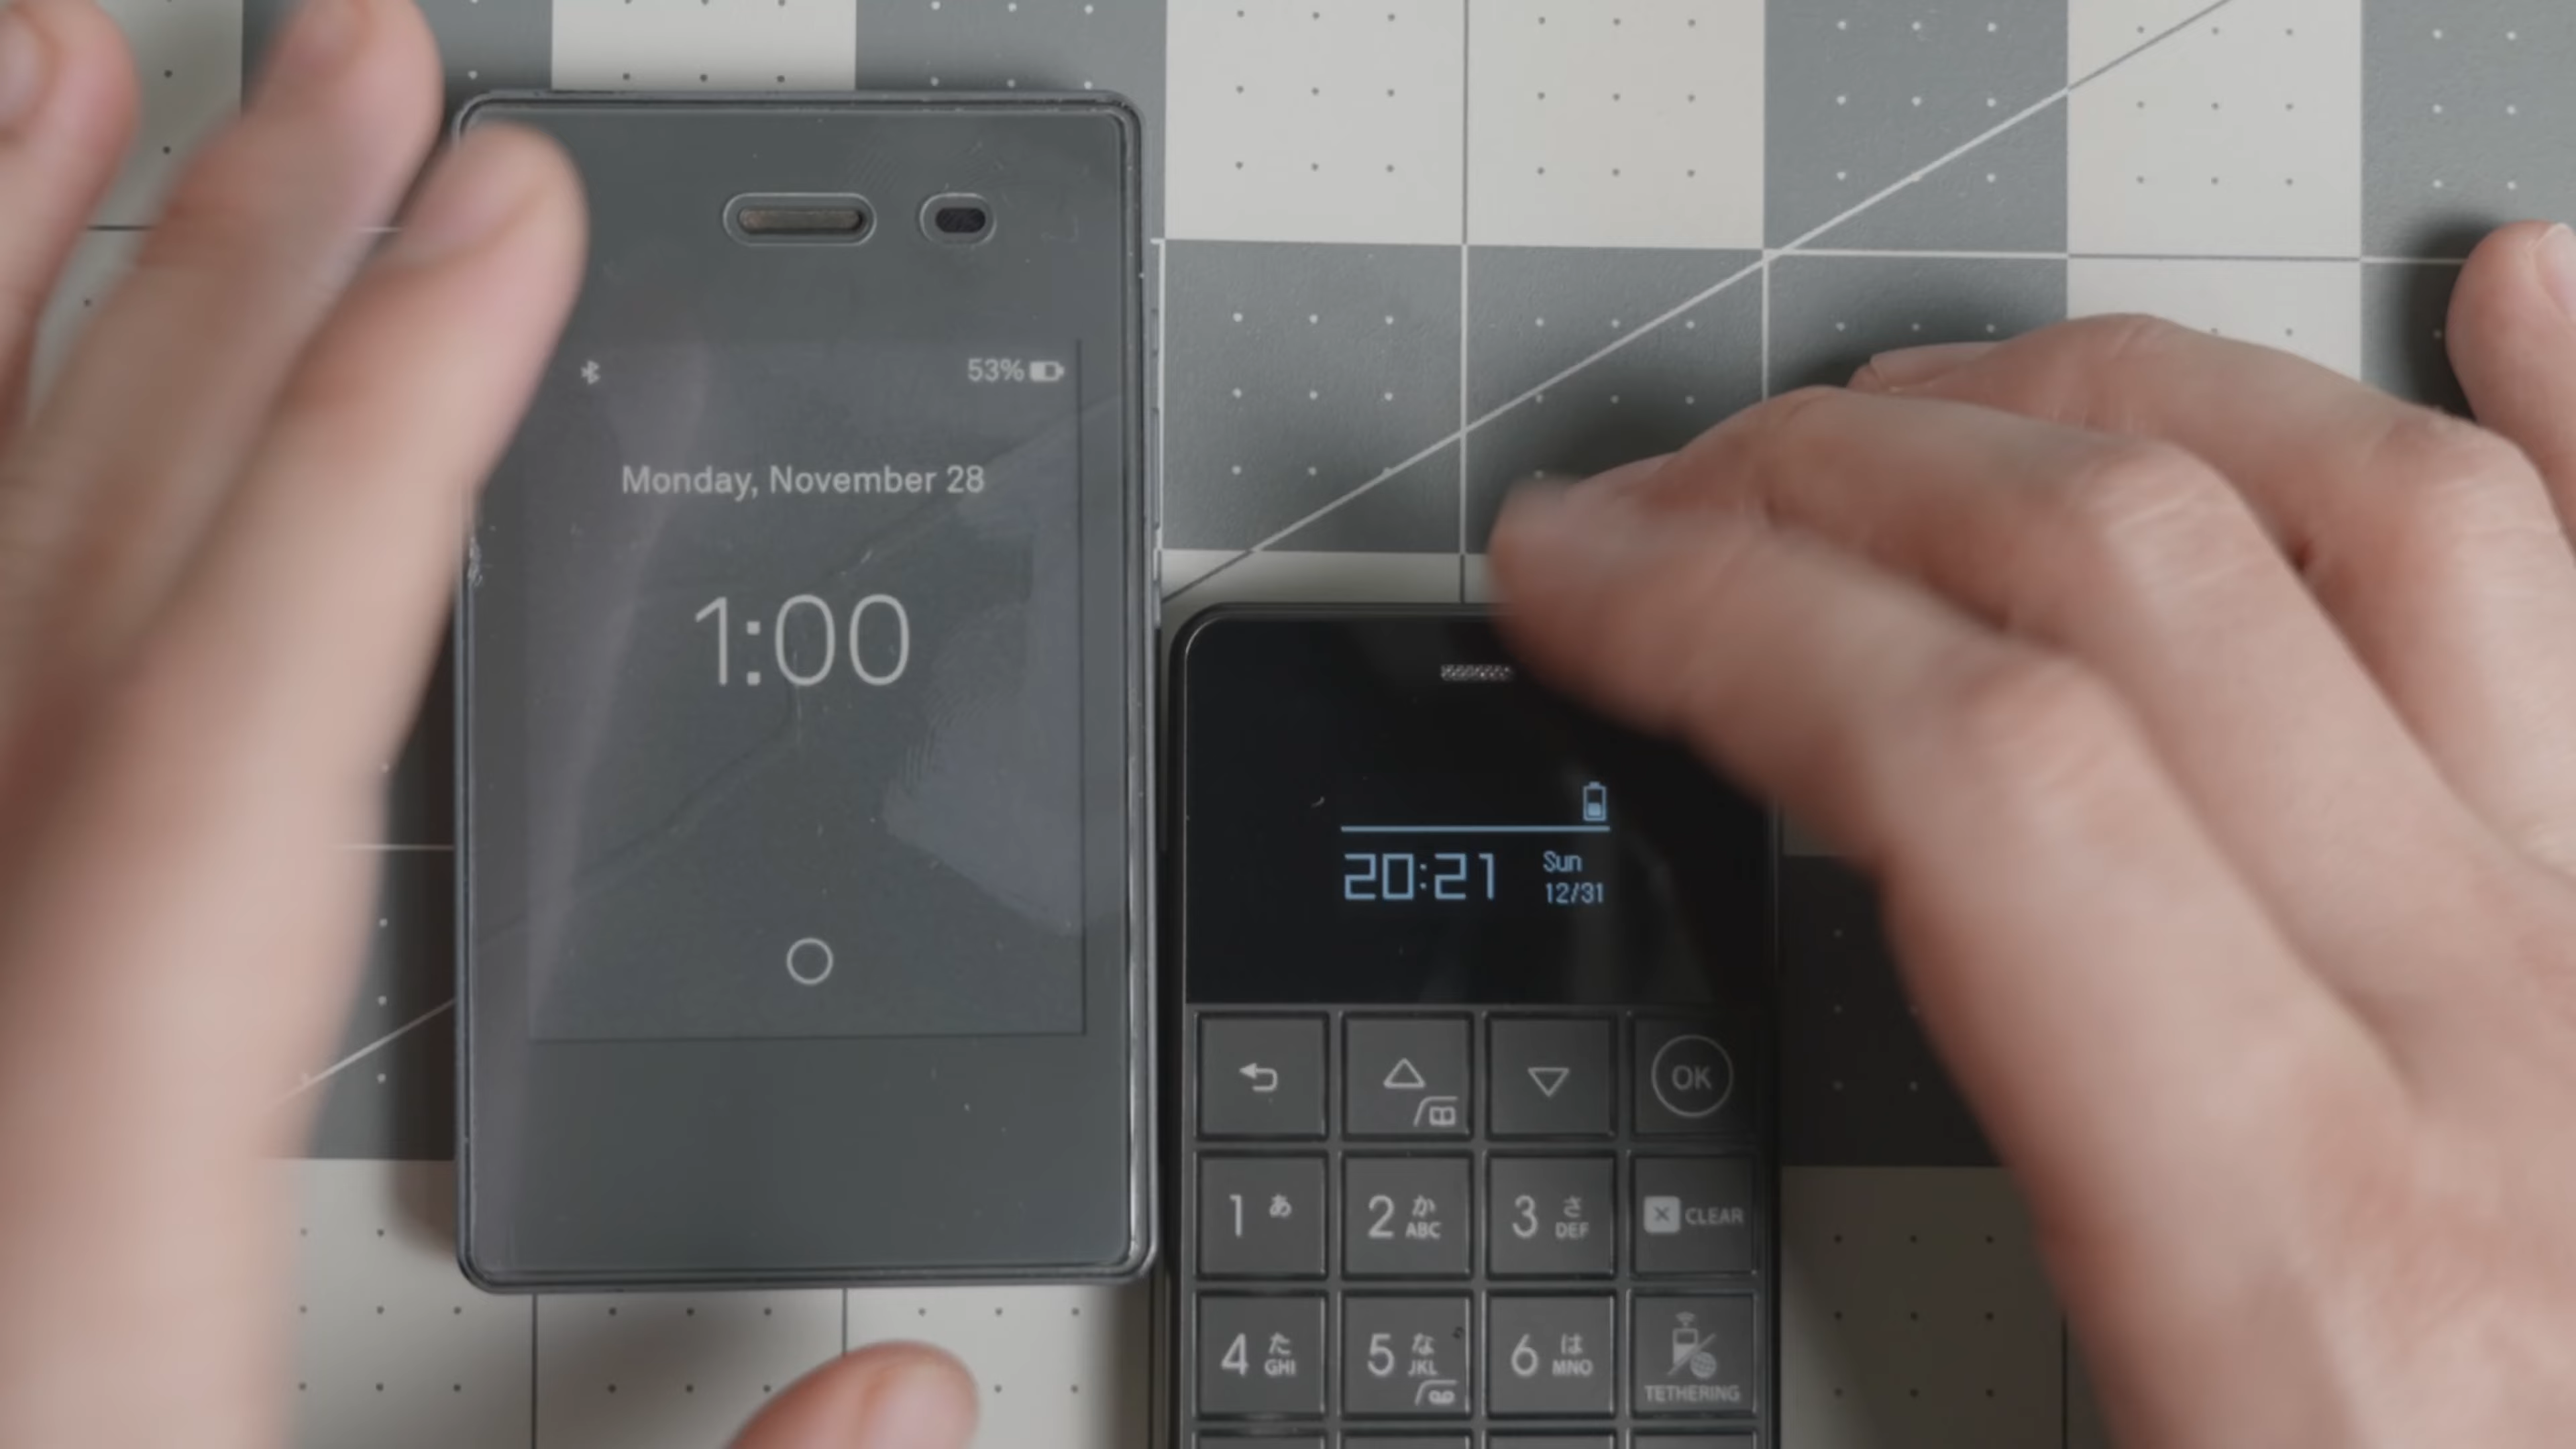 53%
Monday, November 28
1:00
20:21
Sun
12/31
OK
1 あ
2 か ABC
3 さ DEF
CLEAR
4 た GHI
5 な JKL
6 は MNO
TETHERING